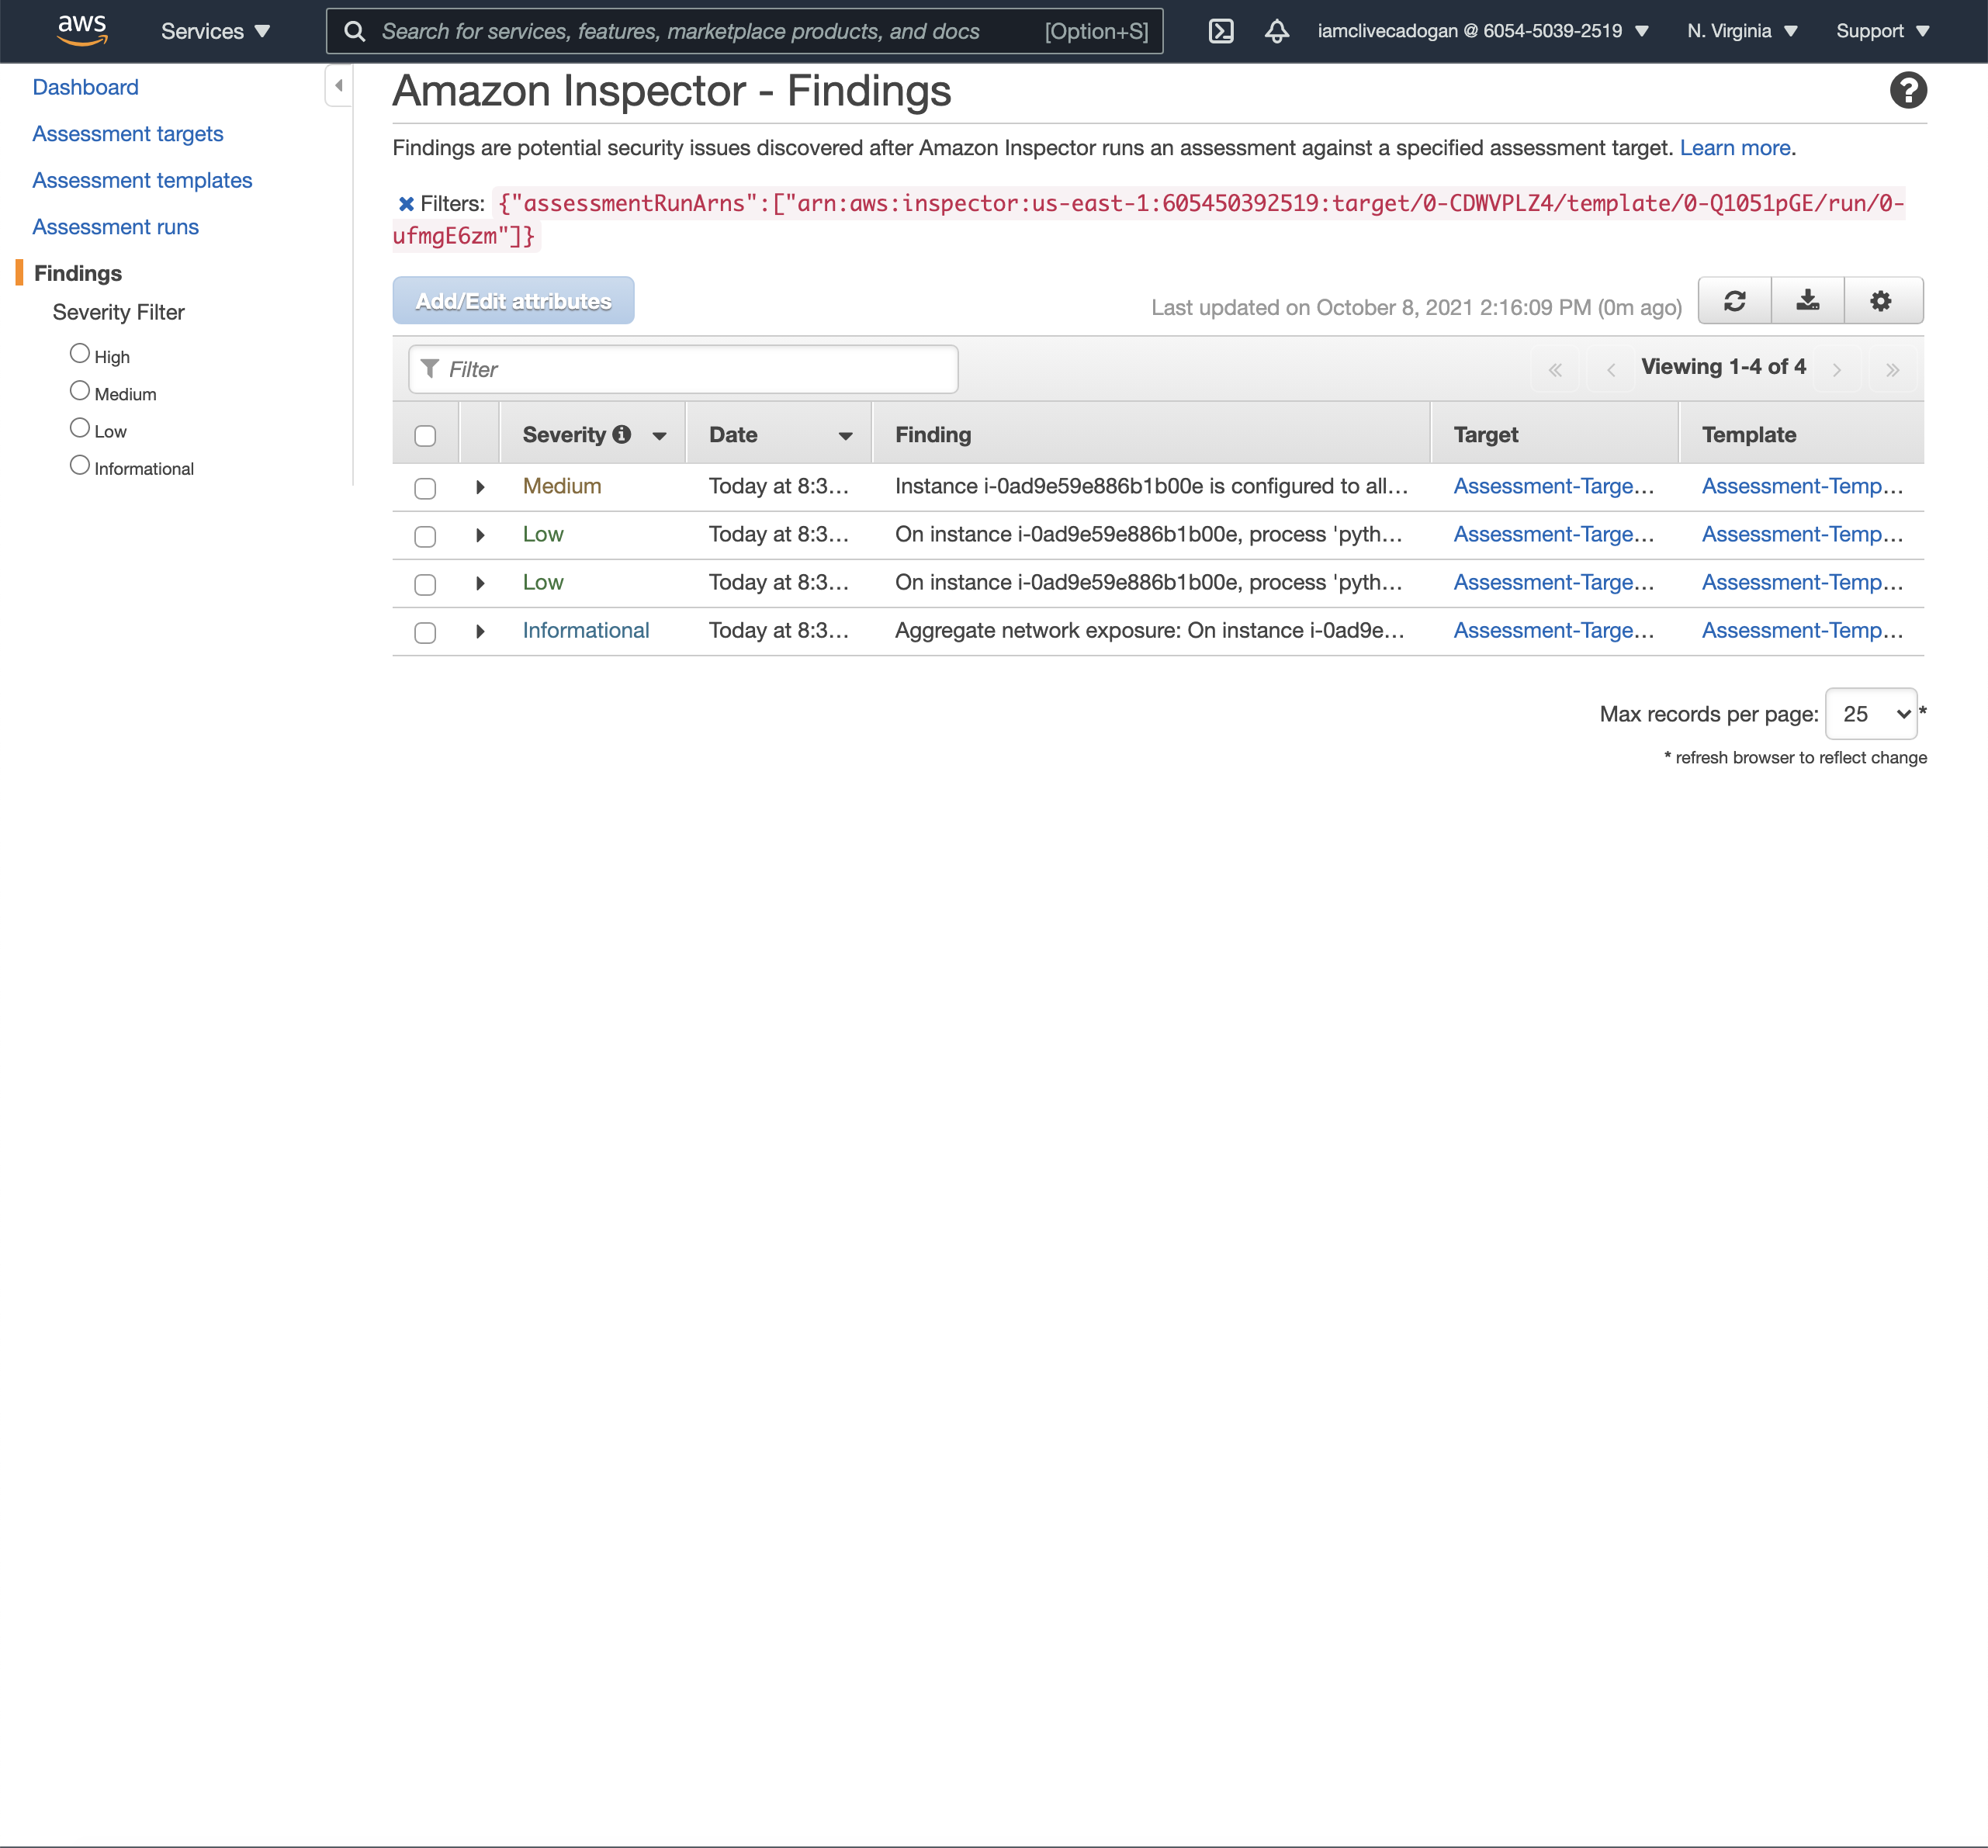 aws Services Search for services, features, marketplace products, and docs [Option+S] iamclivecadogan @ 6054-5039-2519 N. Virginia Support
Dashboard
Assessment targets
Assessment templates
Assessment runs
Findings
Severity Filter
High
Medium
Low
Informational
Amazon Inspector - Findings
Findings are potential security issues discovered after Amazon Inspector runs an assessment against a specified assessment target. Learn more.
Filters: {"assessmentRunArns":["arn:aws:inspector:us-east-1:605450392519:target/0-CDWVPLZ4/template/0-Q1051pGE/run/0-
ufmgE6zm"]}
Add/Edit attributes Last updated on October 8, 2021 2:16:09 PM (0m ago)
Filter « ‹ Viewing 1-4 of 4 › »
Severity Date Finding Target Template
Medium Today at 8:3... Instance i-0ad9e59e886b1b00e is configured to all... Assessment-Targe... Assessment-Temp...
Low Today at 8:3... On instance i-0ad9e59e886b1b00e, process 'pyth... Assessment-Targe... Assessment-Temp...
Low Today at 8:3... On instance i-0ad9e59e886b1b00e, process 'pyth... Assessment-Targe... Assessment-Temp...
Informational Today at 8:3... Aggregate network exposure: On instance i-0ad9e... Assessment-Targe... Assessment-Temp...
Max records per page: 25 *
* refresh browser to reflect change